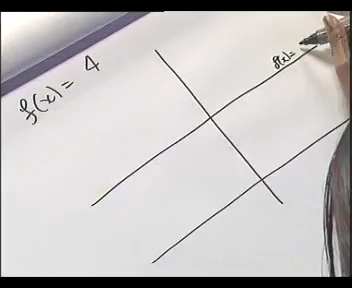 f(x) = 4
f(x)=